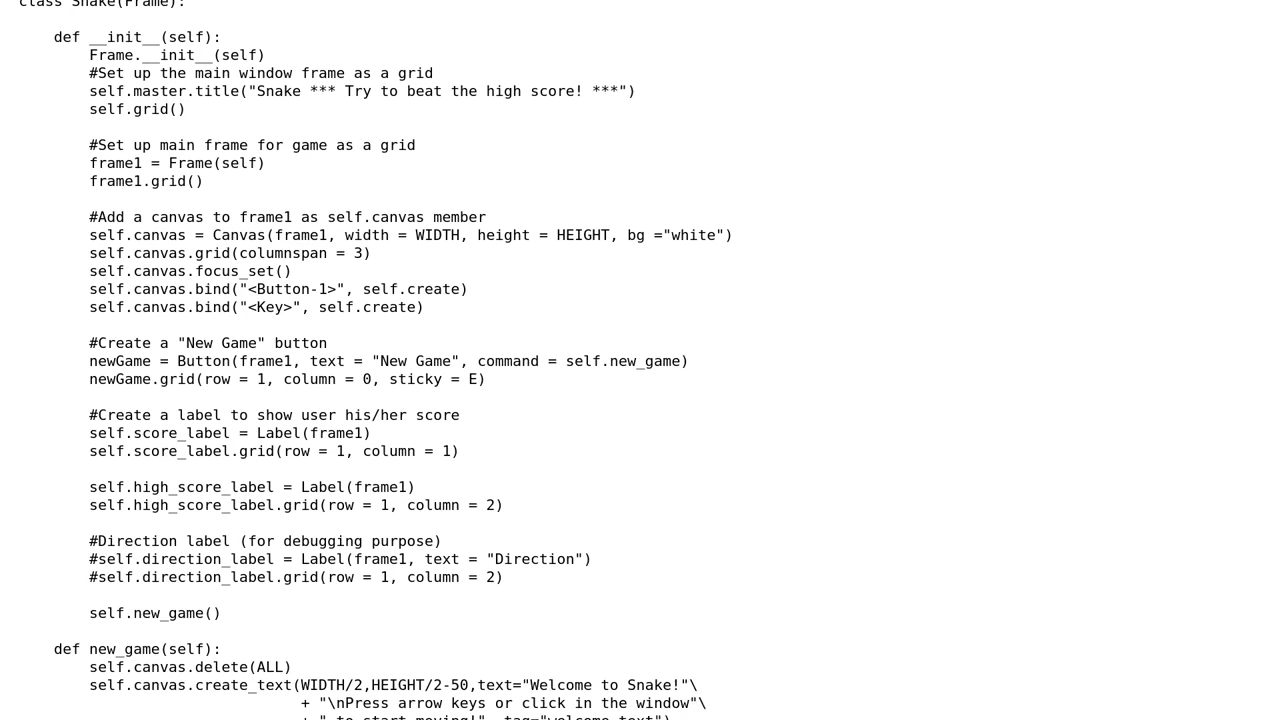 class Snake(Frame):

    def __init__(self):
        Frame.__init__(self)
        #Set up the main window frame as a grid
        self.master.title("Snake *** Try to beat the high score! ***")
        self.grid()

        #Set up main frame for game as a grid
        frame1 = Frame(self)
        frame1.grid()

        #Add a canvas to frame1 as self.canvas member
        self.canvas = Canvas(frame1, width = WIDTH, height = HEIGHT, bg ="white")
        self.canvas.grid(columnspan = 3)
        self.canvas.focus_set()
        self.canvas.bind("<Button-1>", self.create)
        self.canvas.bind("<Key>", self.create)

        #Create a "New Game" button
        newGame = Button(frame1, text = "New Game", command = self.new_game)
        newGame.grid(row = 1, column = 0, sticky = E)

        #Create a label to show user his/her score
        self.score_label = Label(frame1)
        self.score_label.grid(row = 1, column = 1)

        self.high_score_label = Label(frame1)
        self.high_score_label.grid(row = 1, column = 2)

        #Direction label (for debugging purpose)
        #self.direction_label = Label(frame1, text = "Direction")
        #self.direction_label.grid(row = 1, column = 2)

        self.new_game()

    def new_game(self):
        self.canvas.delete(ALL)
        self.canvas.create_text(WIDTH/2,HEIGHT/2-50,text="Welcome to Snake!"\
                                + "\nPress arrow keys or click in the window"\
                                + " to start moving!", tag="welcome_text")